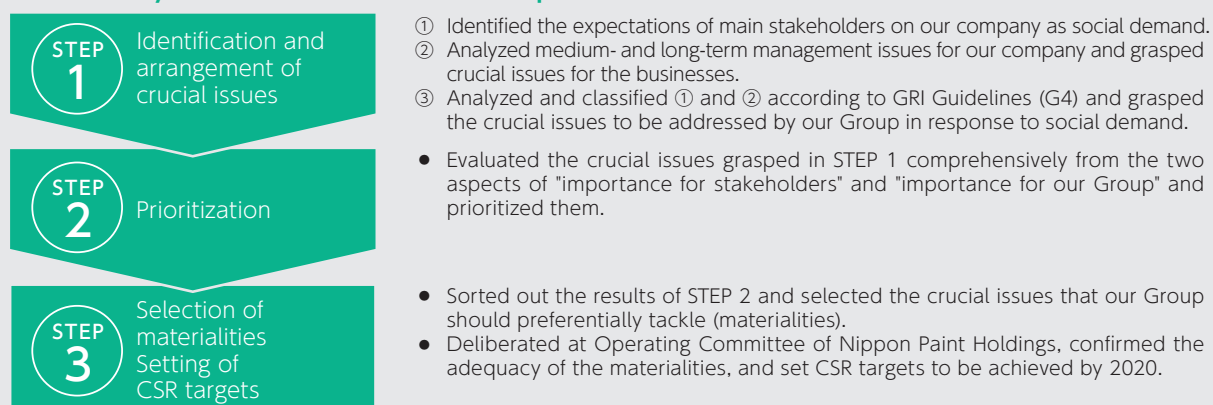 STEP
1
Identification and
arrangement of
crucial issues
① Identified the expectations of main stakeholders on our company as social demand.
② Analyzed medium- and long-term management issues for our company and grasped
crucial issues for the businesses.
③ Analyzed and classified ① and ② according to GRI Guidelines (G4) and grasped
the crucial issues to be addressed by our Group in response to social demand.
STEP
2
Prioritization
● Evaluated the crucial issues grasped in STEP 1 comprehensively from the two
aspects of "importance for stakeholders" and "importance for our Group" and
prioritized them.
STEP
3
Selection of
materialities
Setting of
CSR targets
● Sorted out the results of STEP 2 and selected the crucial issues that our Group
should preferentially tackle (materialities).
● Deliberated at Operating Committee of Nippon Paint Holdings, confirmed the
adequacy of the materialities, and set CSR targets to be achieved by 2020.